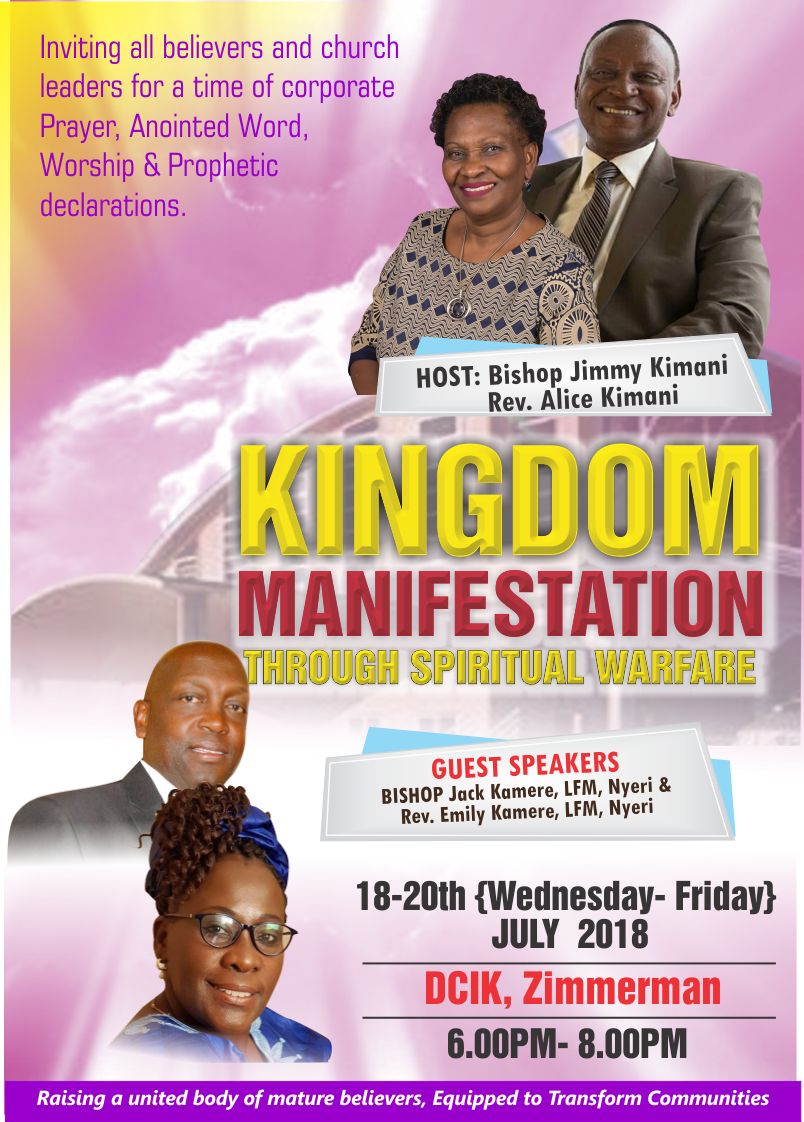 Inviting all believers and church
leaders for a time of corporate
Prayer, Anointed Word,
Worship & Prophetic
declarations.
HOST: Bishop Jimmy Kimani
Rev. Alice Kimani
KINGDOM
MANIFESTATION
THROUGH SPIRITUAL WARFARE
GUEST SPEAKERS
BISHOP Jack Kamere, LFM, Nyeri &
Rev. Emily Kamere, LFM, Nyeri
18-20th {Wednesday- Friday}
JULY 2018
DCIK, Zimmerman
6.00PM- 8.00PM
Raising a united body of mature believers, Equipped to Transform Communities